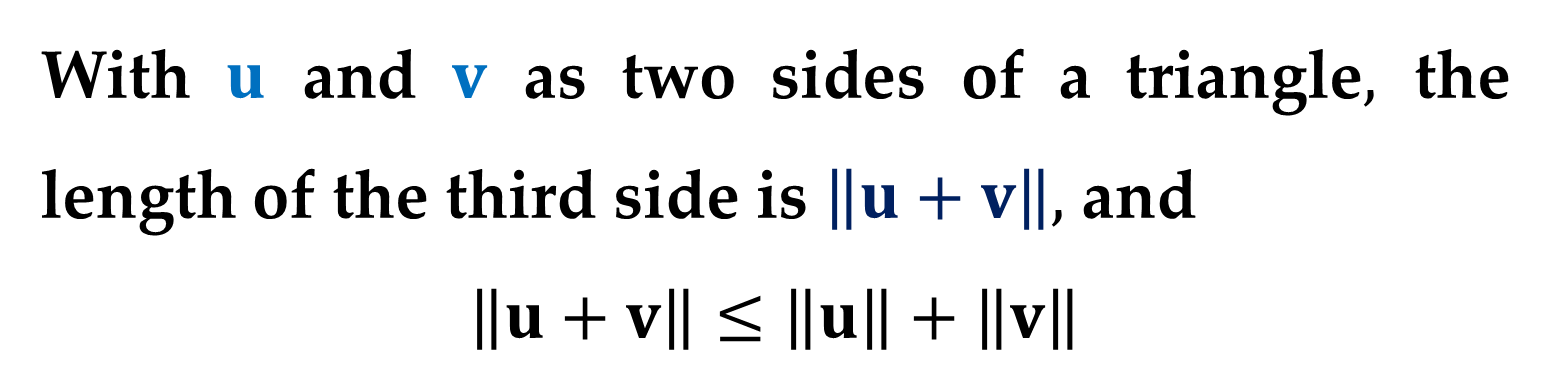 With u and v as two sides of a triangle, the
length of the third side is ‖u + v‖, and
‖u + v‖ ≤ ‖u‖ + ‖v‖